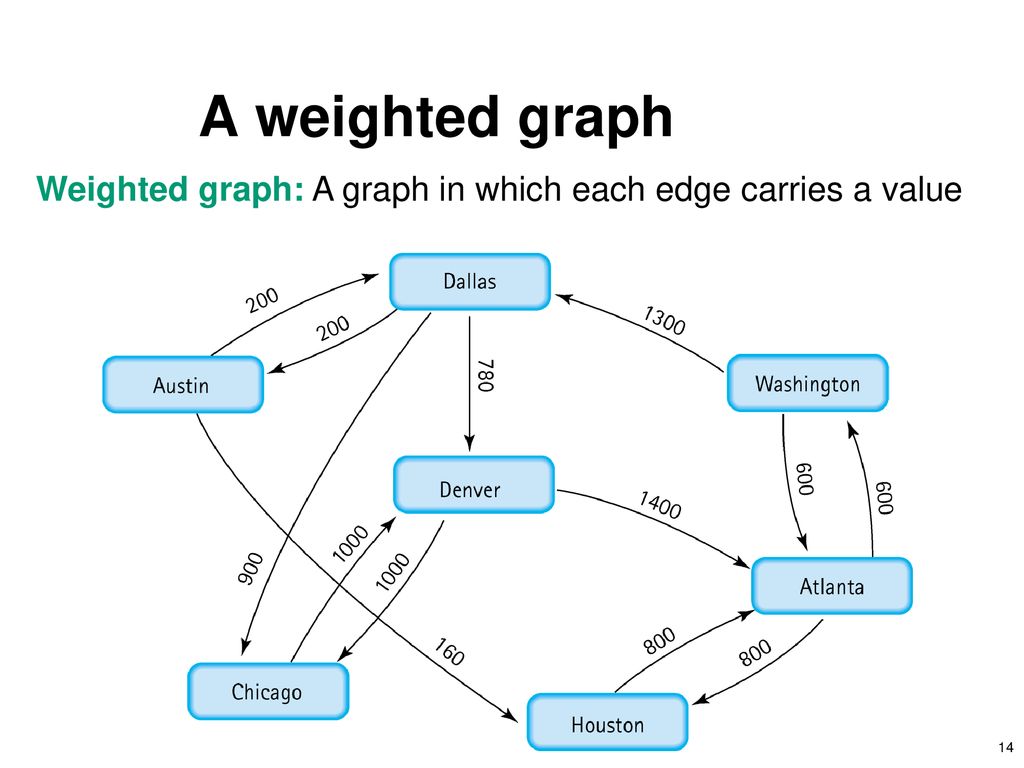 A weighted graph
Weighted graph: A graph in which each edge carries a value
Dallas
200
200
1300
780
Austin
Washington
Denver
1400
600
600
1000
1000
900
Atlanta
800
800
160
Chicago
Houston
14